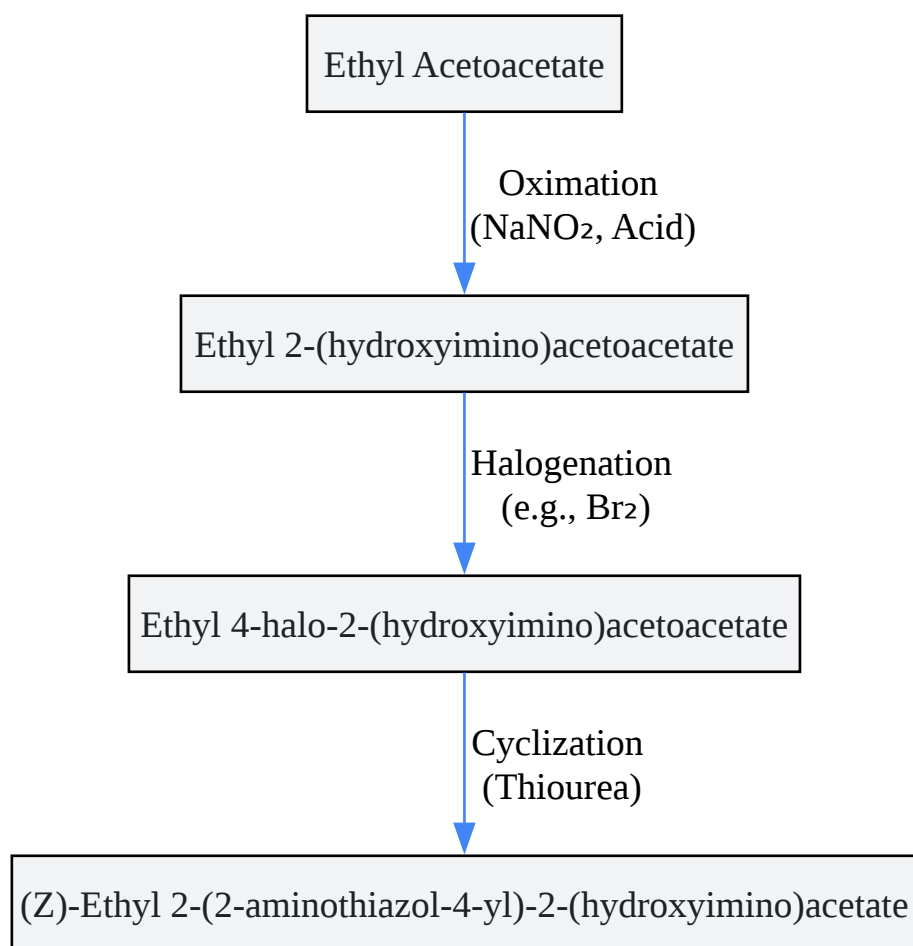 Ethyl Acetoacetate
Oximation
(NaNO₂, Acid)
Ethyl 2-(hydroxyimino)acetoacetate
Halogenation
(e.g., Br₂)
Ethyl 4-halo-2-(hydroxyimino)acetoacetate
Cyclization
(Thiourea)
(Z)-Ethyl 2-(2-aminothiazol-4-yl)-2-(hydroxyimino)acetate